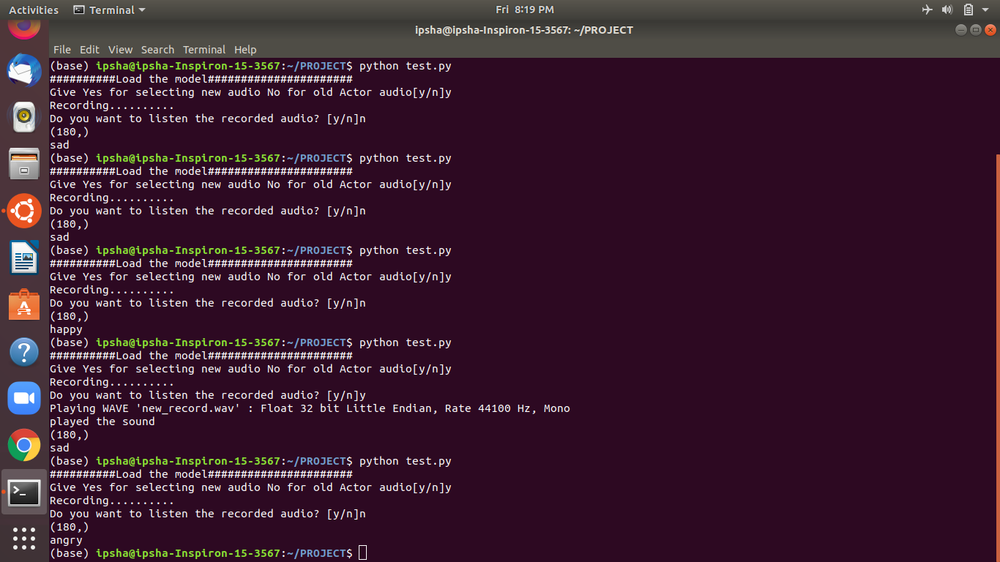 Activities Terminal Fri 8:19 PM
ipsha@ipsha-Inspiron-15-3567: ~/PROJECT
File Edit View Search Terminal Help
(base) ipsha@ipsha-Inspiron-15-3567:~/PROJECT$ python test.py
##########Load the model######################
Give Yes for selecting new audio No for old Actor audio[y/n]y
Recording..........
Do you want to listen the recorded audio? [y/n]n
(180,)
sad
(base) ipsha@ipsha-Inspiron-15-3567:~/PROJECT$ python test.py
##########Load the model######################
Give Yes for selecting new audio No for old Actor audio[y/n]y
Recording..........
Do you want to listen the recorded audio? [y/n]n
(180,)
sad
(base) ipsha@ipsha-Inspiron-15-3567:~/PROJECT$ python test.py
##########Load the model######################
Give Yes for selecting new audio No for old Actor audio[y/n]y
Recording..........
Do you want to listen the recorded audio? [y/n]n
(180,)
happy
(base) ipsha@ipsha-Inspiron-15-3567:~/PROJECT$ python test.py
##########Load the model######################
Give Yes for selecting new audio No for old Actor audio[y/n]y
Recording..........
Do you want to listen the recorded audio? [y/n]y
Playing WAVE 'new_record.wav' : Float 32 bit Little Endian, Rate 44100 Hz, Mono
played the sound
(180,)
sad
(base) ipsha@ipsha-Inspiron-15-3567:~/PROJECT$ python test.py
##########Load the model######################
Give Yes for selecting new audio No for old Actor audio[y/n]y
Recording..........
Do you want to listen the recorded audio? [y/n]n
(180,)
angry
(base) ipsha@ipsha-Inspiron-15-3567:~/PROJECT$